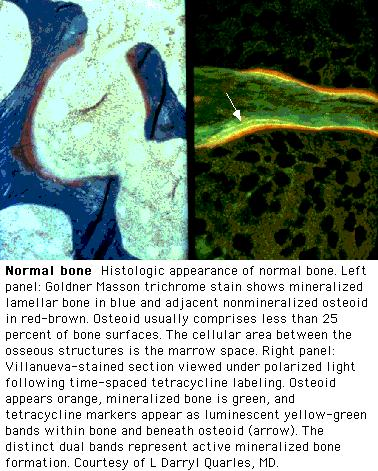 Normal bone Histologic appearance of normal bone. Left
panel: Goldner Masson trichrome stain shows mineralized
lamellar bone in blue and adjacent nonmineralized osteoid
in red-brown. Osteoid usually comprises less than 25
percent of bone surfaces. The cellular area between the
osseous structures is the marrow space. Right panel:
Villanueva-stained section viewed under polarized light
following time-spaced tetracycline labeling. Osteoid
appears orange, mineralized bone is green, and
tetracycline markers appear as luminescent yellow-green
bands within bone and beneath osteoid (arrow). The
distinct dual bands represent active mineralized bone
formation. Courtesy of L Darryl Quarles, MD.